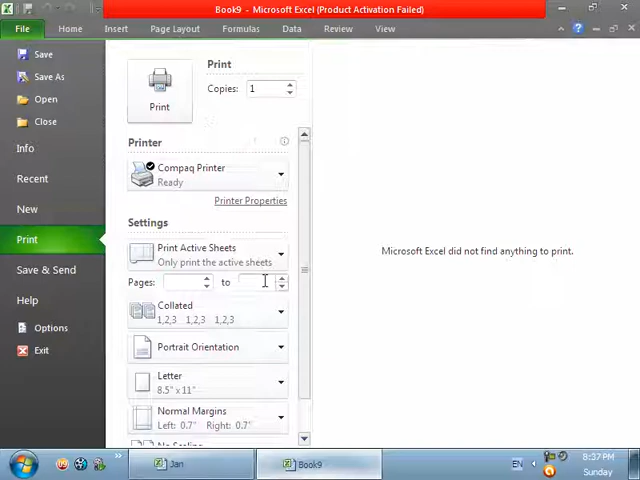 Book9 - Microsoft Excel (Product Activation Failed)
File Home Insert Page Layout Formulas Data Review View
Save
Save As
Open
Close
Info
Recent
New
Print
Save & Send
Help
Options
Exit
Print
Print
Copies: 1
Printer
Compaq Printer
Ready
Printer Properties
Settings
Print Active Sheets
Only print the active sheets
Pages: to
Collated
1,2,3 1,2,3 1,2,3
Portrait Orientation
Letter
8.5" x 11"
Normal Margins
Left: 0.7" Right: 0.7"
No Scaling
Microsoft Excel did not find anything to print.
Jan
Book9
EN
8:37 PM
Sunday